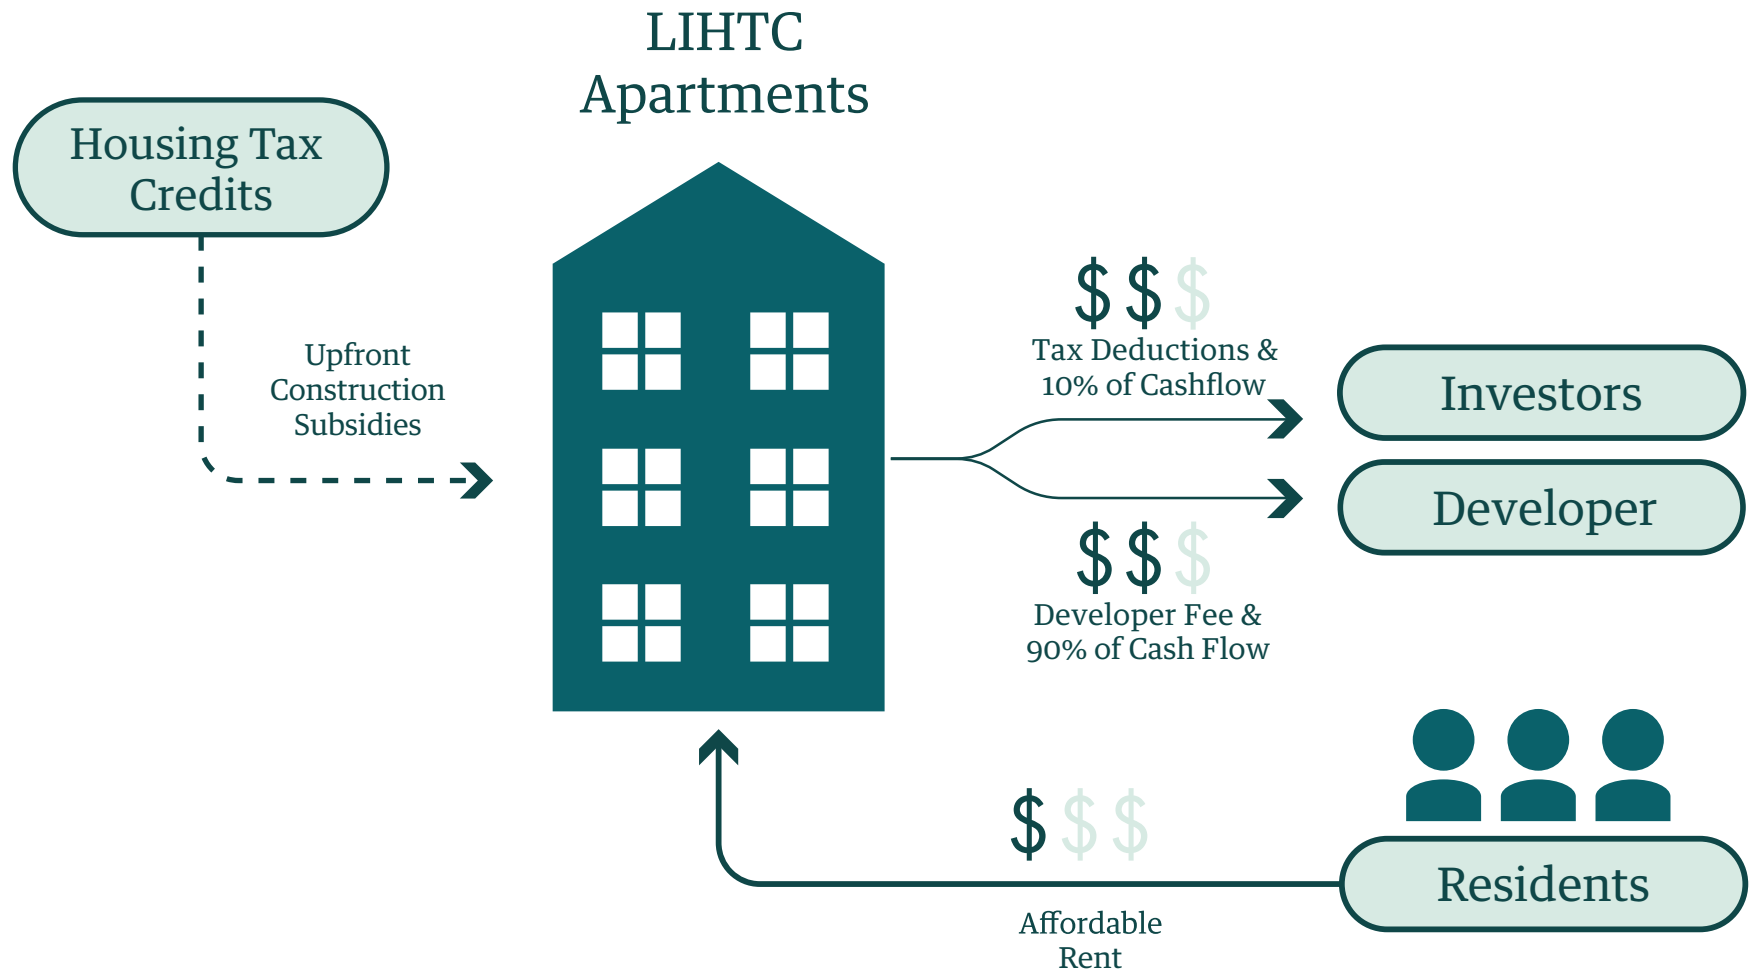 LIHTC
Apartments
Housing Tax
Credits
Upfront
Construction
Subsidies
$$$
Tax Deductions &
10% of Cashflow
Investors
Developer
$$$
Developer Fee &
90% of Cash Flow
$$$
Residents
Affordable
Rent